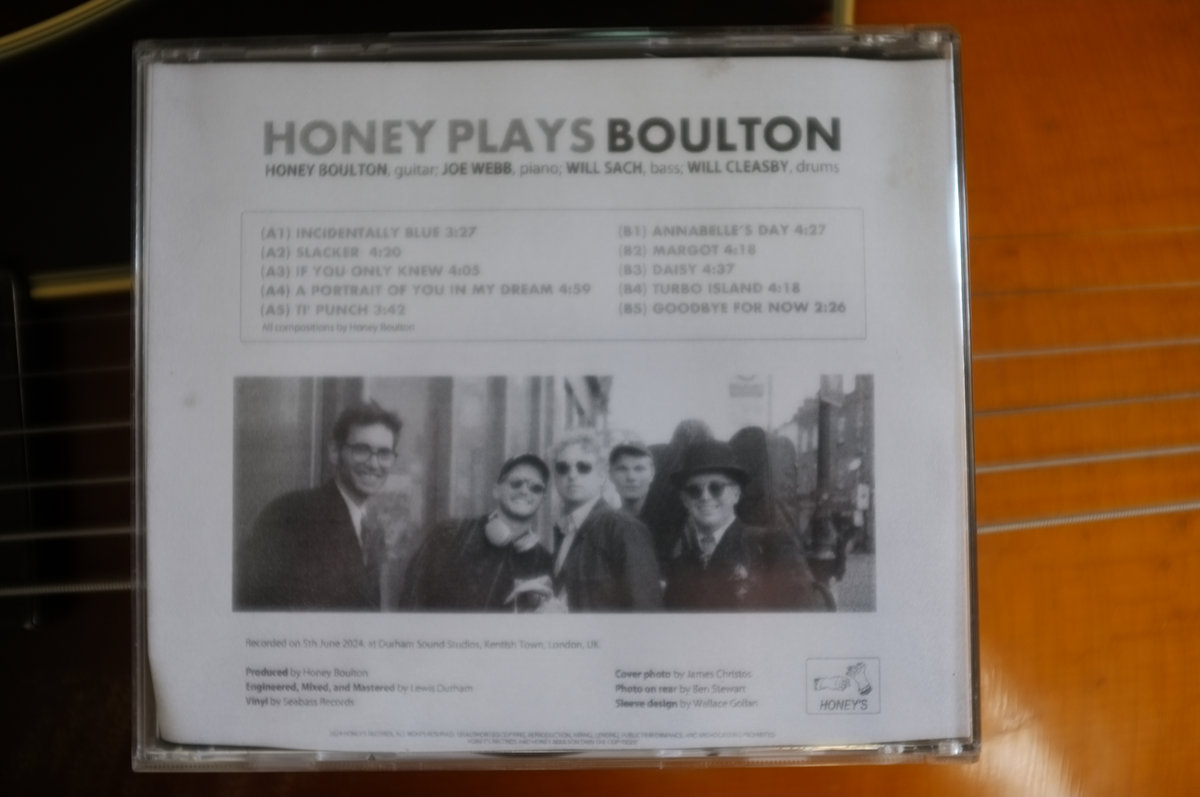 HONEY PLAYS BOULTON
HONEY BOULTON, guitar; JOE WEBB, piano; WILL SACH, bass; WILL CLEASBY, drums
(A1) INCIDENTALLY BLUE 3:27
(A2) SLACKER 4:20
(A3) IF YOU ONLY KNEW 4:05
(A4) A PORTRAIT OF YOU IN MY DREAM 4:59
(A5) TI' PUNCH 3:42
All compositions by Honey Boulton
(B1) ANNABELLE'S DAY 4:27
(B2) MARGOT 4:18
(B3) DAISY 4:37
(B4) TURBO ISLAND 4:18
(B5) GOODBYE FOR NOW 2:26
Recorded on 5th June 2024, at Durham Sound Studios, Kentish Town, London, UK.
Produced by Honey Boulton
Engineered, Mixed, and Mastered by Lewis Durham
Vinyl by Seabass Records
Cover photo by James Christos
Photo on rear by Ben Stewart
Sleeve design by Wallace Gollan
HONEY'S